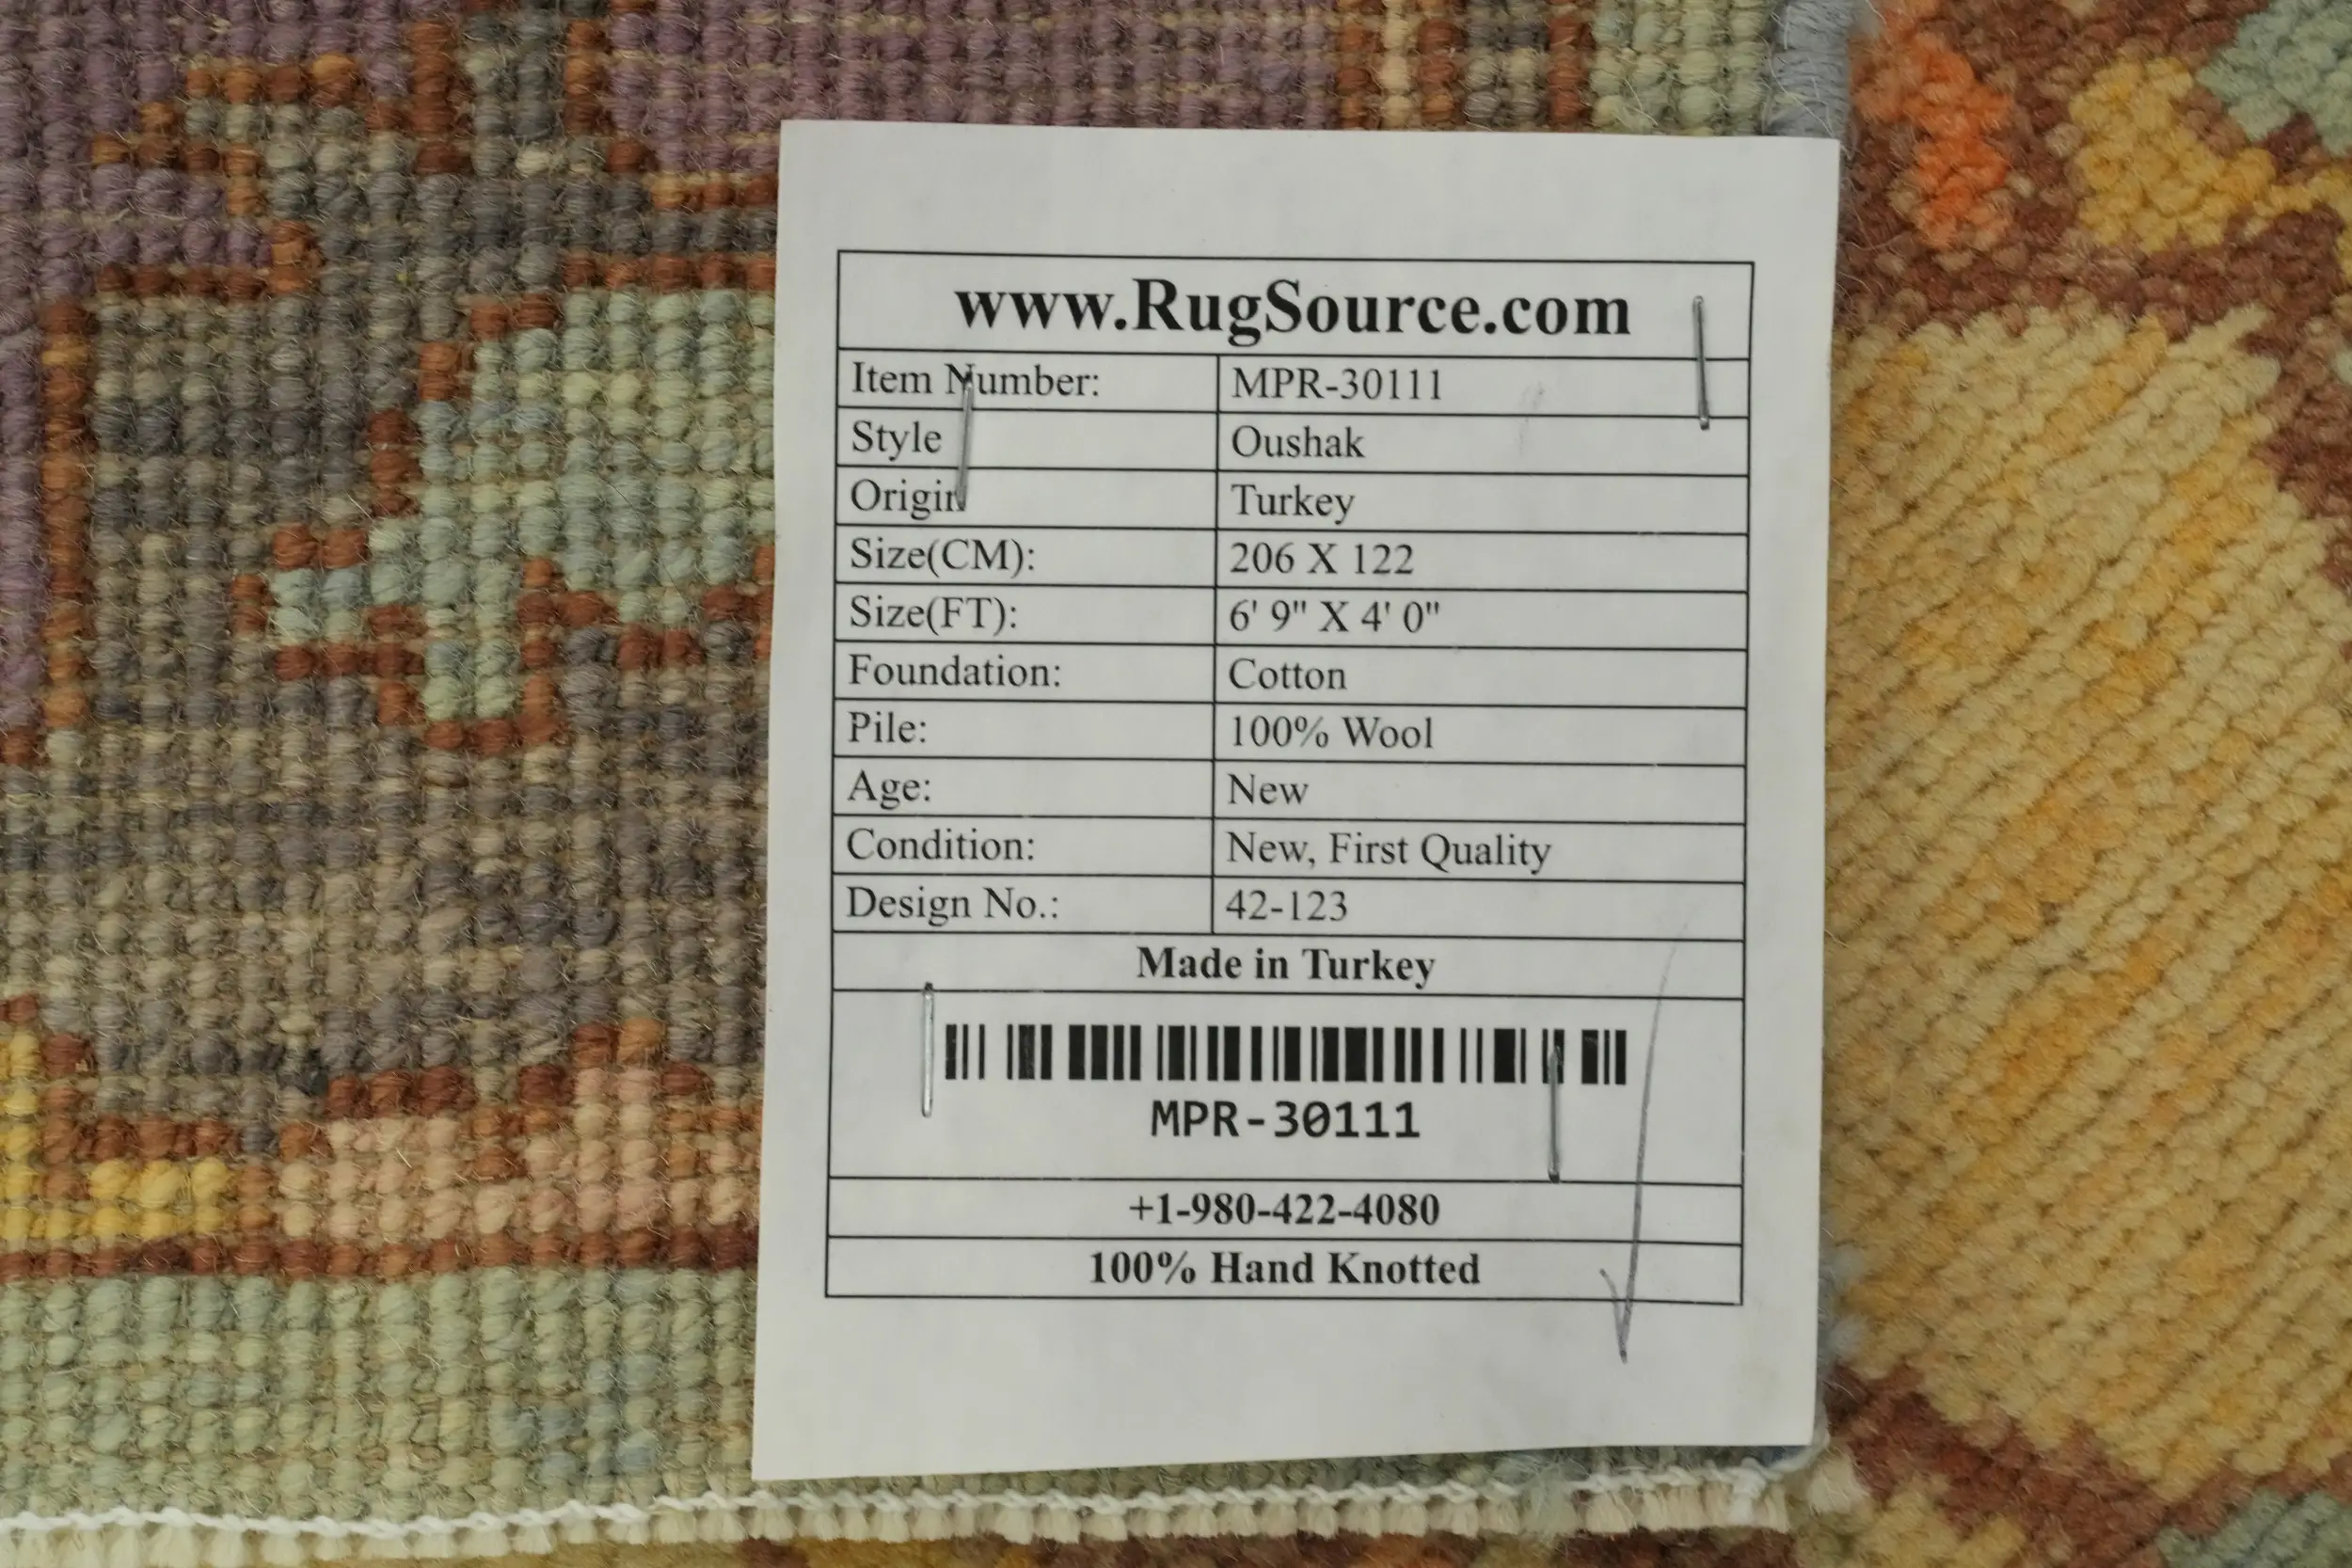 www.RugSource.com
Item Number: MPR-30111
Style Oushak
Origin Turkey
Size(CM): 206 X 122
Size(FT): 6' 9" X 4' 0"
Foundation: Cotton
Pile: 100% Wool
Age: New
Condition: New, First Quality
Design No.: 42-123
Made in Turkey
MPR-30111
+1-980-422-4080
100% Hand Knotted